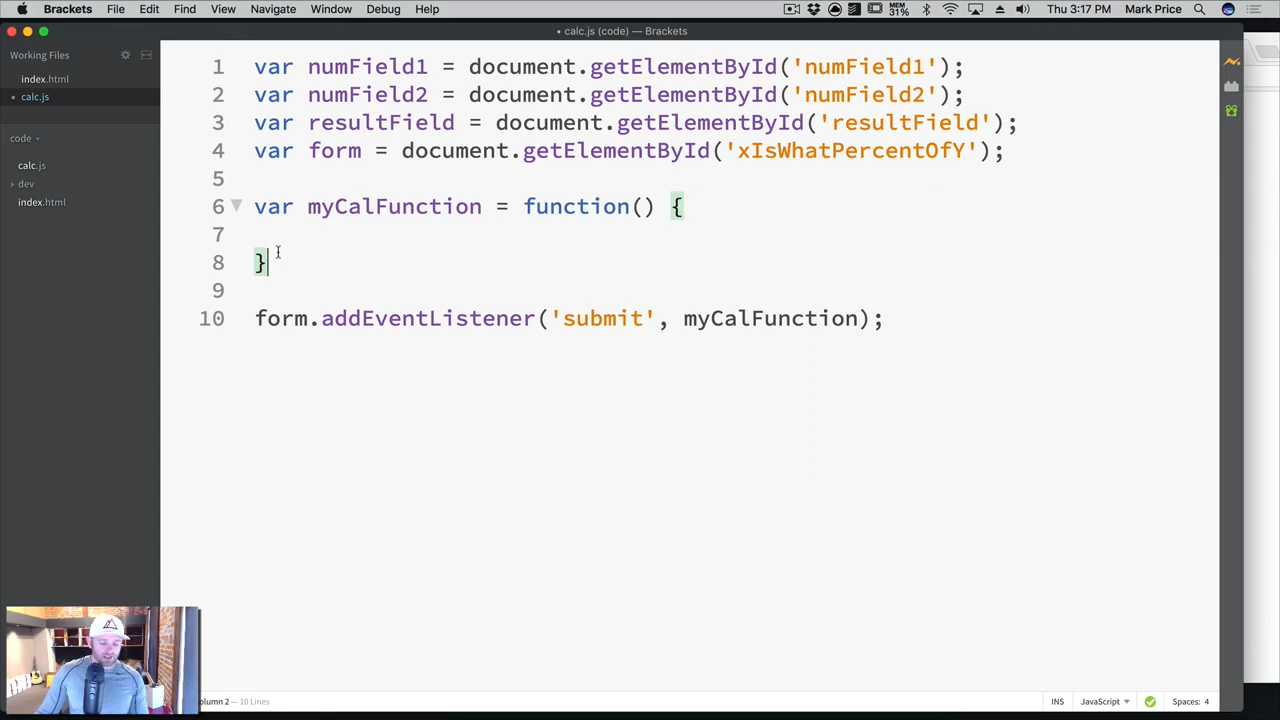 Brackets File Edit View Navigate Window Debug Help MEM 31% Thu 3:17 PM Mark Price
• calc.js (code) — Brackets
Working Files
index.html
• calc.js
code
calc.js
dev
index.html
1 var numField1 = document.getElementById('numField1');
2 var numField2 = document.getElementById('numField2');
3 var resultField = document.getElementById('resultField');
4 var form = document.getElementById('xIsWhatPercentOfY');
5
6 var myCalFunction = function() {
7
8 }
9
10 form.addEventListener('submit', myCalFunction);
olumn 2 — 10 Lines INS JavaScript Spaces: 4